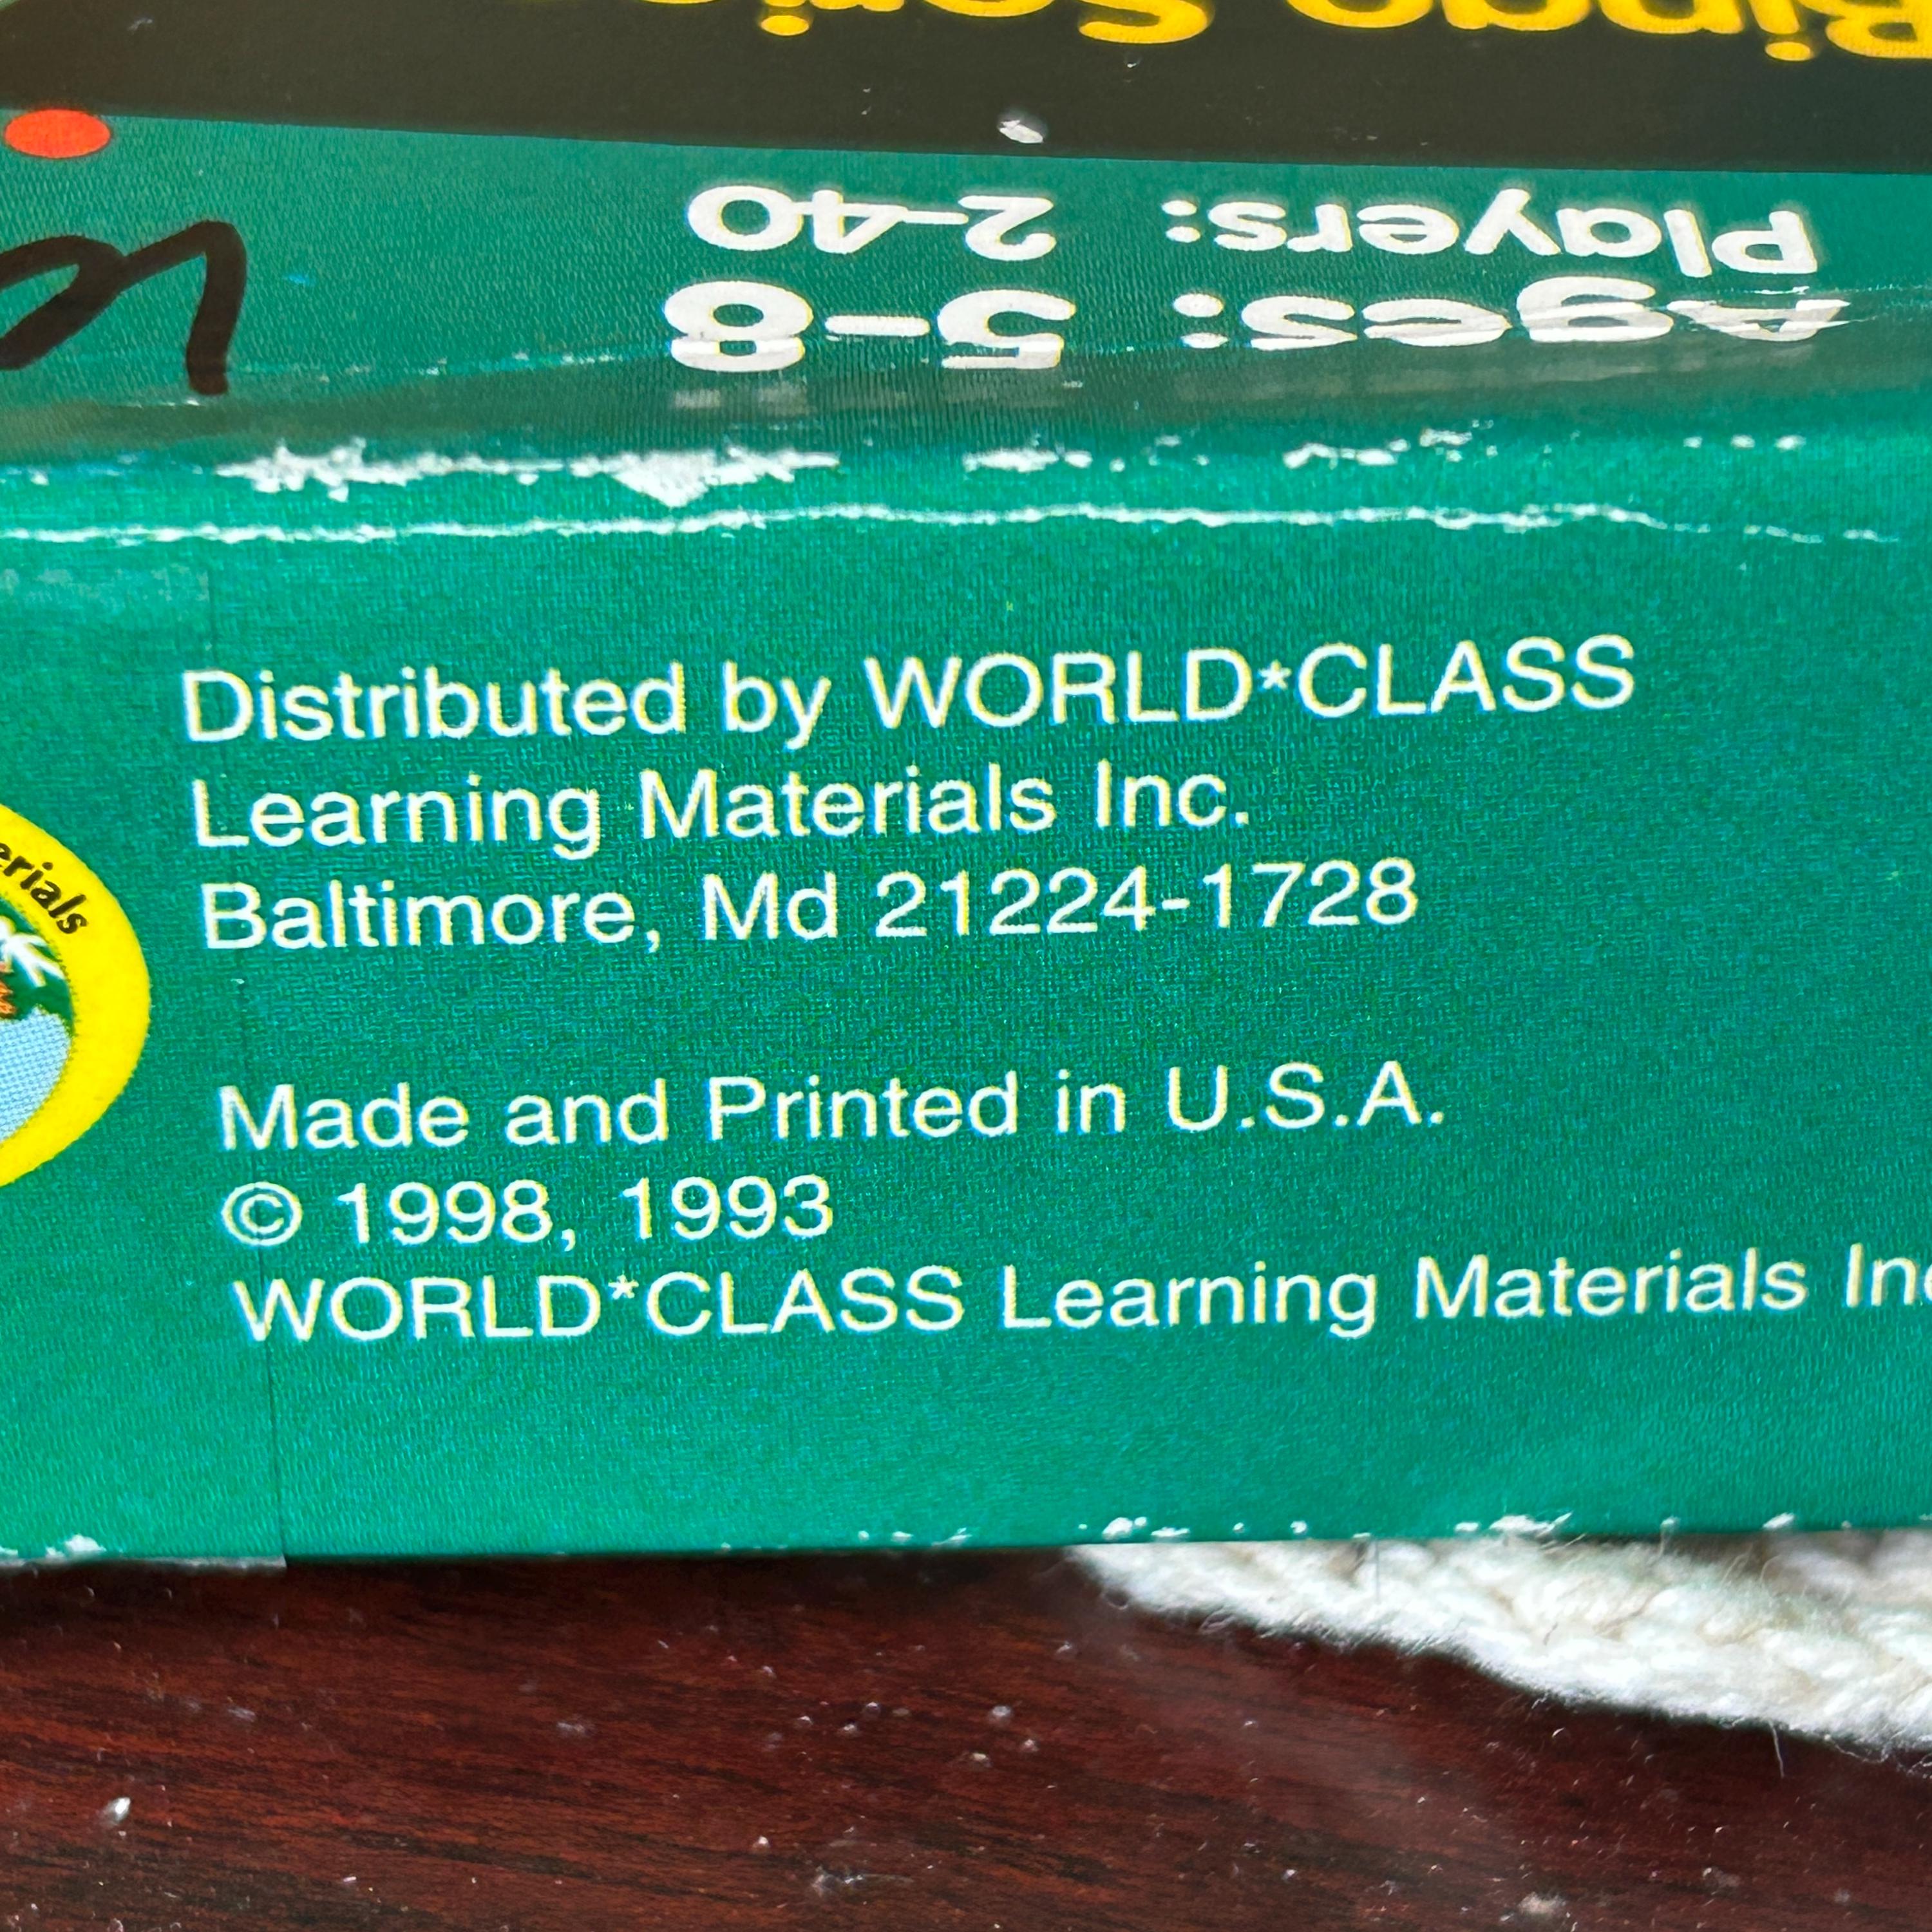 Bingo
Players: 2-40
Ages: 5-8
Distributed by WORLD*CLASS
Learning Materials Inc.
Baltimore, Md 21224-1728
Made and Printed in U.S.A.
© 1998, 1993
WORLD*CLASS Learning Materials